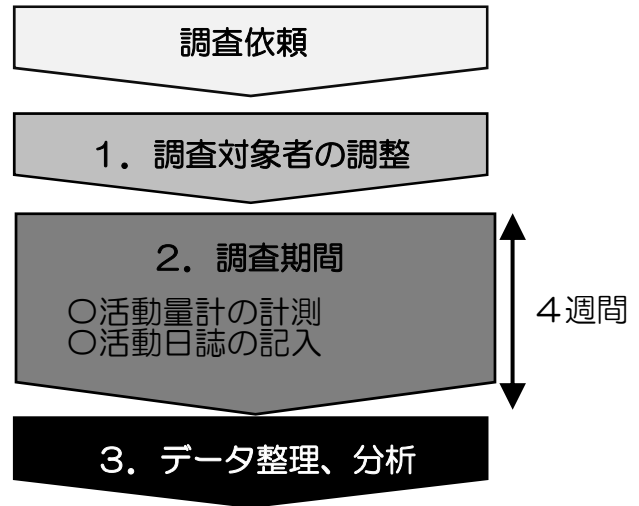 調査依頼
１．調査対象者の調整
２．調査期間
○活動量計の計測
○活動日誌の記入
４週間
３．データ整理、分析